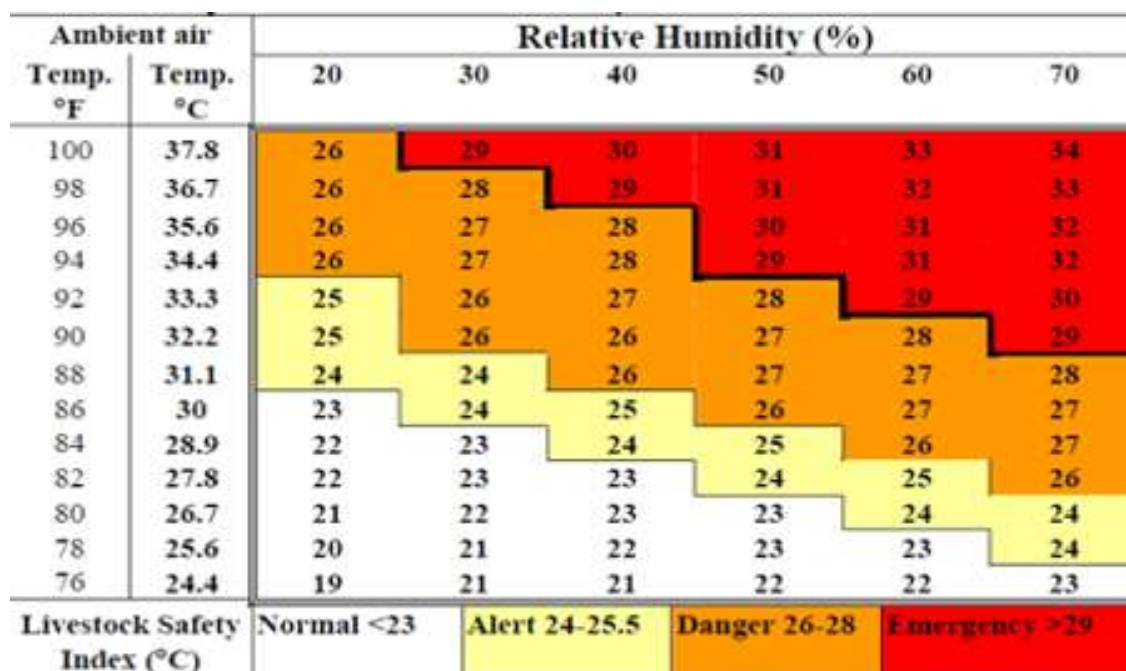 Ambient air Relative Humidity (%)
Temp. Temp. 20 30 40 50 60 70
°F °C
100 37.8 26 29 30 31 33 34
98 36.7 26 28 29 31 32 33
96 35.6 26 27 28 30 31 32
94 34.4 26 27 28 29 31 32
92 33.3 25 26 27 28 29 30
90 32.2 25 26 26 27 28 29
88 31.1 24 24 26 27 27 28
86 30 23 24 25 26 27 27
84 28.9 22 23 24 25 26 27
82 27.8 22 23 23 24 25 26
80 26.7 21 22 23 23 24 24
78 25.6 20 21 22 23 23 24
76 24.4 19 21 21 22 22 23
Livestock Safety Normal <23 Alert 24-25.5 Danger 26-28 Emergency >29
Index (°C)